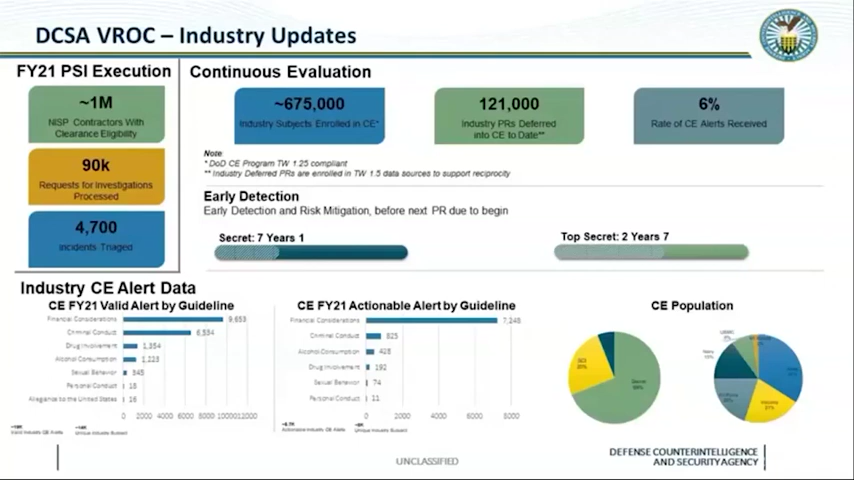 DCSA VROC – Industry Updates
FY21 PSI Execution
~1M
NISP Contractors With
Clearance Eligibility
90k
Requests for Investigations
Processed
4,700
Incidents Triaged
Continuous Evaluation
~675,000
Industry Subjects Enrolled in CE*
121,000
Industry PRs Deferred
into CE to Date**
6%
Rate of CE Alerts Received
Note
* DoD CE Program TW 1.25 compliant
** Industry Deferred PRs are enrolled in TW 1.5 data sources to support reciprocity
Early Detection
Early Detection and Risk Mitigation, before next PR due to begin
Secret: 7 Years 1
Top Secret: 2 Years 7
Industry CE Alert Data
CE FY21 Valid Alert by Guideline
Financial Considerations 9,653
Criminal Conduct 6,534
Drug Involvement 1,354
Alcohol Consumption 1,223
Sexual Behavior 345
Personal Conduct
Allegiance to the United States 16
0 2000 4000 6000 8000 10000 12000
CE FY21 Actionable Alert by Guideline
Financial Considerations 7,248
Criminal Conduct 825
Alcohol Consumption 428
Drug Involvement 192
Sexual Behavior 74
Personal Conduct 11
0 2000 4000 6000 8000
CE Population
Secret
UNCLASSIFIED
DEFENSE COUNTERINTELLIGENCE
AND SECURITY AGENCY